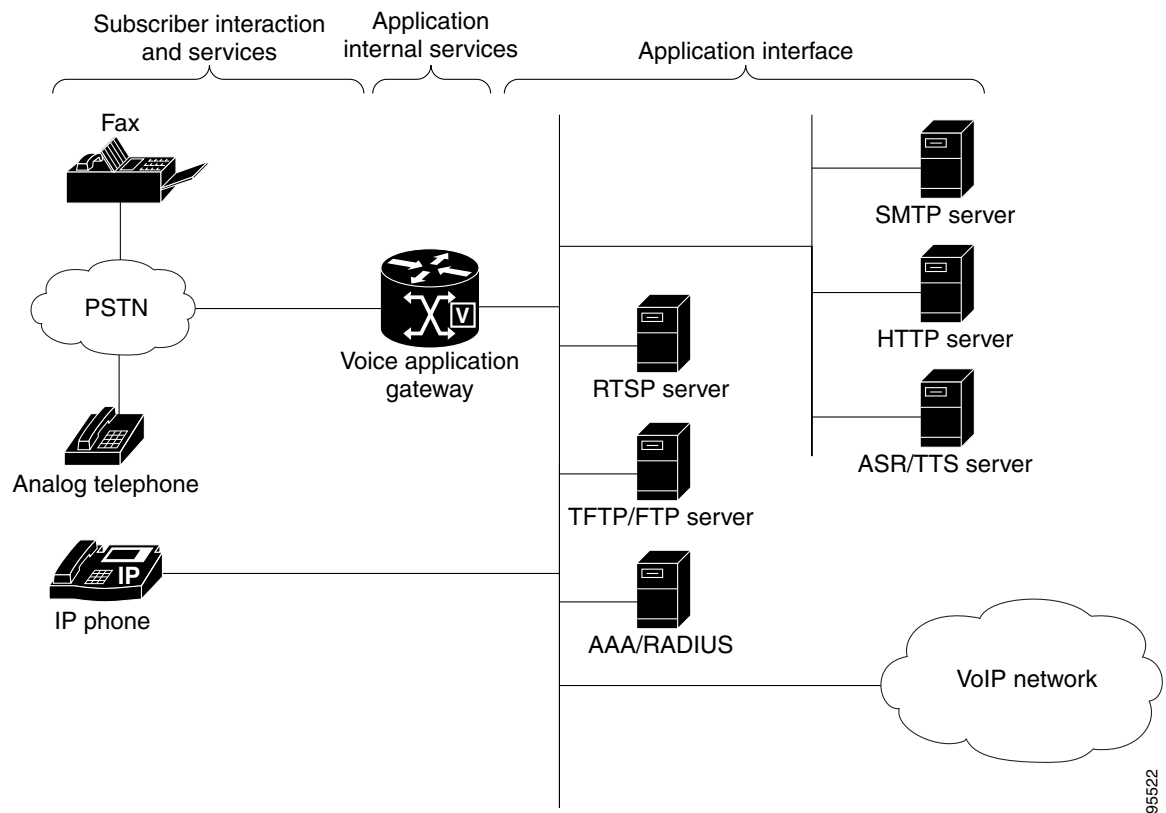 Subscriber interaction
and services
Application
internal services
Application interface
Fax
PSTN
Analog telephone
IP
IP phone
V
Voice application
gateway
RTSP server
TFTP/FTP server
AAA/RADIUS
SMTP server
HTTP server
ASR/TTS server
VoIP network
95522